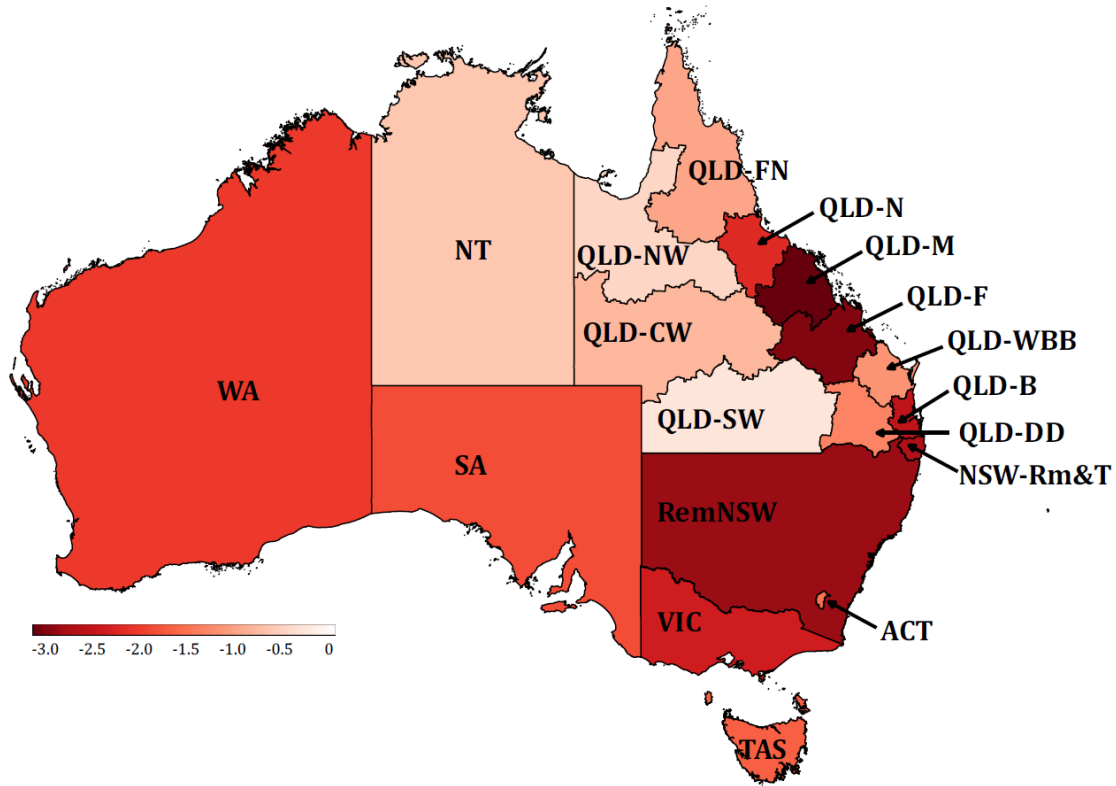 QLD-FN
QLD-N
QLD-M
NT
QLD-NW
QLD-F
QLD-CW
QLD-WBB
WA
QLD-B
QLD-SW
QLD-DD
SA
NSW-Rm&T
RemNSW
VIC
ACT
-3.0 -2.5 -2.0 -1.5 -1.0 -0.5 0
TAS